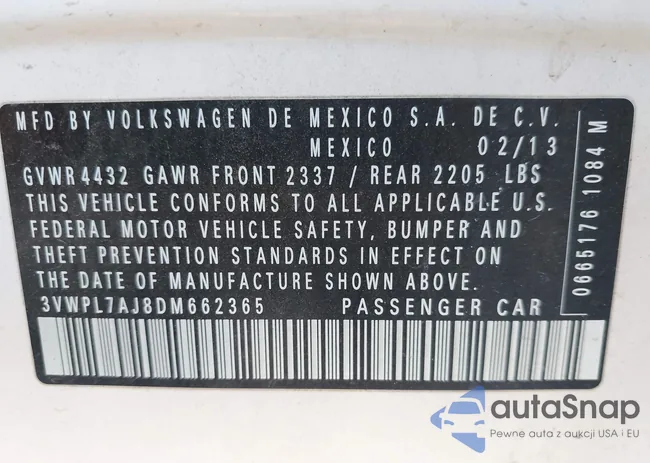 MFD BY VOLKSWAGEN DE MEXICO S.A. DE C.V.
MEXICO 02/13
GVWR 4432 GAWR FRONT 2337 / REAR 2205 LBS
THIS VEHICLE CONFORMS TO ALL APPLICABLE U.S.
FEDERAL MOTOR VEHICLE SAFETY, BUMPER AND
THEFT PREVENTION STANDARDS IN EFFECT ON
THE DATE OF MANUFACTURE SHOWN ABOVE.
3VWPL7AJ8DM662365 PASSENGER CAR
0665176 1084 M
autoSnap
Pewne auta z aukcji USA i EU